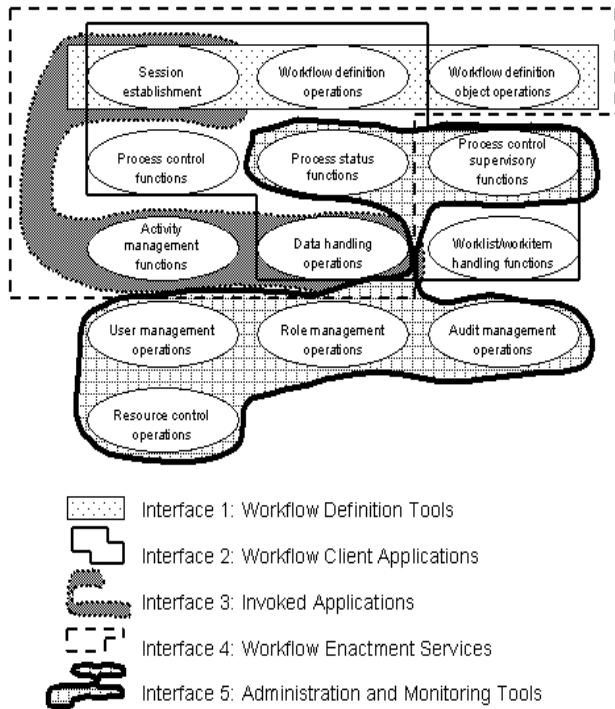 Session
establishment
Workflow definition
operations
Workflow definition
object operations
Process control
functions
Process status
functions
Process control
supervisory
functions
Activity
management
functions
Data handling
operations
Worklist/workitem
handling functions
User management
operations
Role management
operations
Audit management
operations
Resource control
operations
Interface 1: Workflow Definition Tools
Interface 2: Workflow Client Applications
Interface 3: Invoked Applications
Interface 4: Workflow Enactment Services
Interface 5: Administration and Monitoring Tools